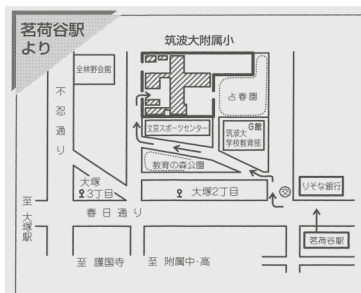 茗荷谷駅
より
筑波大附属小
全林野会館
占春園
不忍通り
文京スポーツセンター
G館
筑波大
学校教育部
教育の森公園
大塚
3丁目
大塚2丁目
りそな銀行
至大塚駅
春日通り
茗荷谷駅
至 護国寺
至 附属中・高